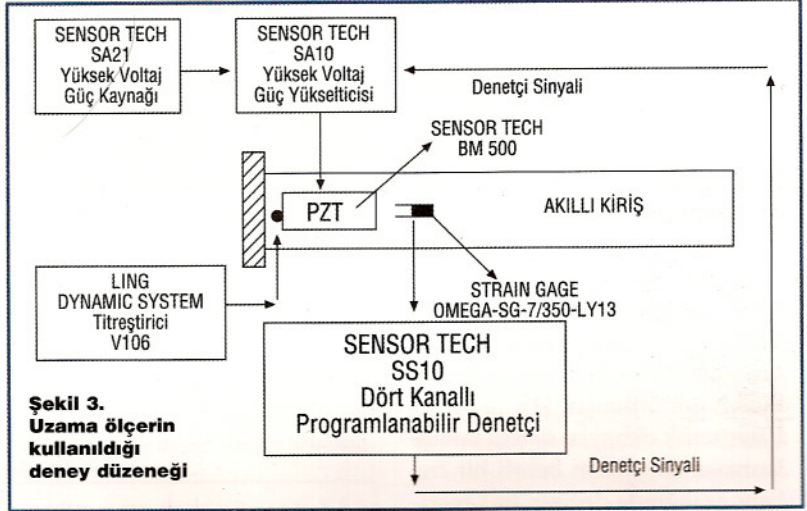 SENSOR TECH
SA21
Yüksek Voltaj
Güç Kaynağı
SENSOR TECH
SA10
Yüksek Voltaj
Güç Yükselticisi
Denetçi Sinyali
SENSOR TECH
BM 500
PZT
AKILLI KİRİŞ
LING
DYNAMIC SYSTEM
Titreştirici
V106
STRAIN GAGE
OMEGA-SG-7/350-LY13
SENSOR TECH
SS10
Dört Kanallı
Programlanabilir Denetçi
Şekil 3.
Uzama ölçerin
kullanıldığı
deney düzeneği
Denetçi Sinyali